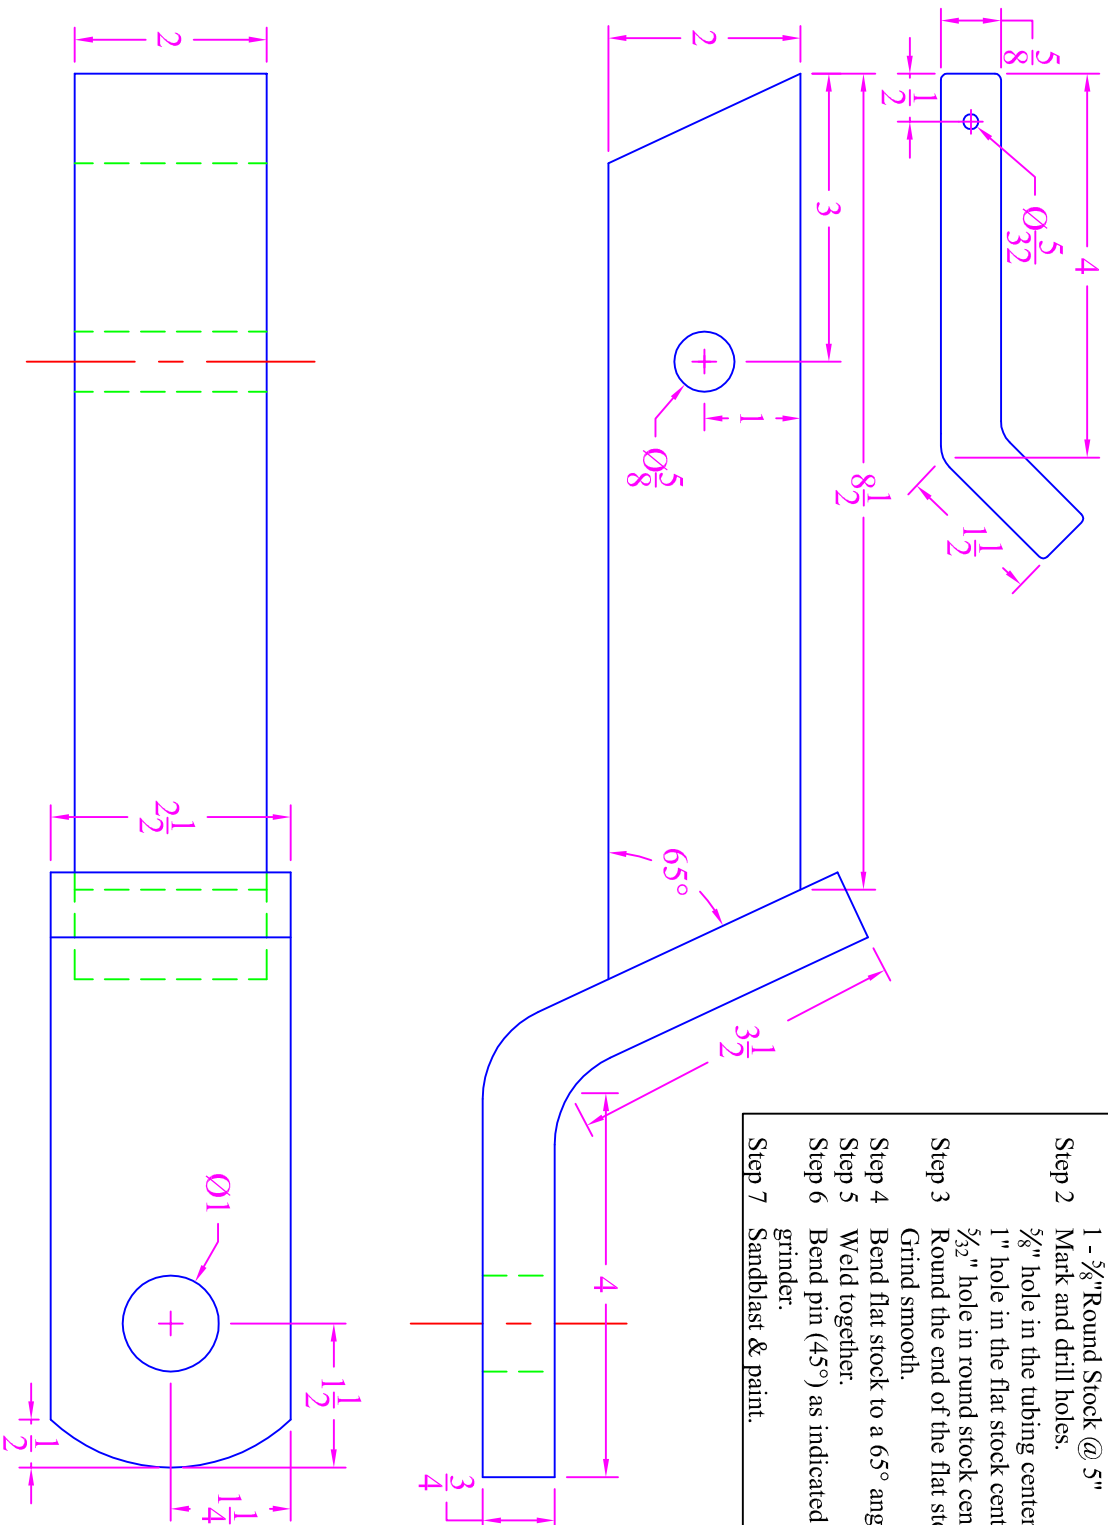 1 - ⅝"Round Stock @ 5"
Step 2 Mark and drill holes.
⅝" hole in the tubing center
1" hole in the flat stock cent
5⁄32" hole in round stock cen
Step 3 Round the end of the flat sto
Grind smooth.
Step 4 Bend flat stock to a 65° ang
Step 5 Weld together.
Step 6 Bend pin (45°) as indicated
grinder.
Step 7 Sandblast & paint.
5/8
1/2
Ø5/32
4
1 1/2
2
3
8 1/2
1
Ø5/8
65°
3 1/2
4
3/4
2
2 1/2
Ø1
1 1/2
1/2
1 1/4